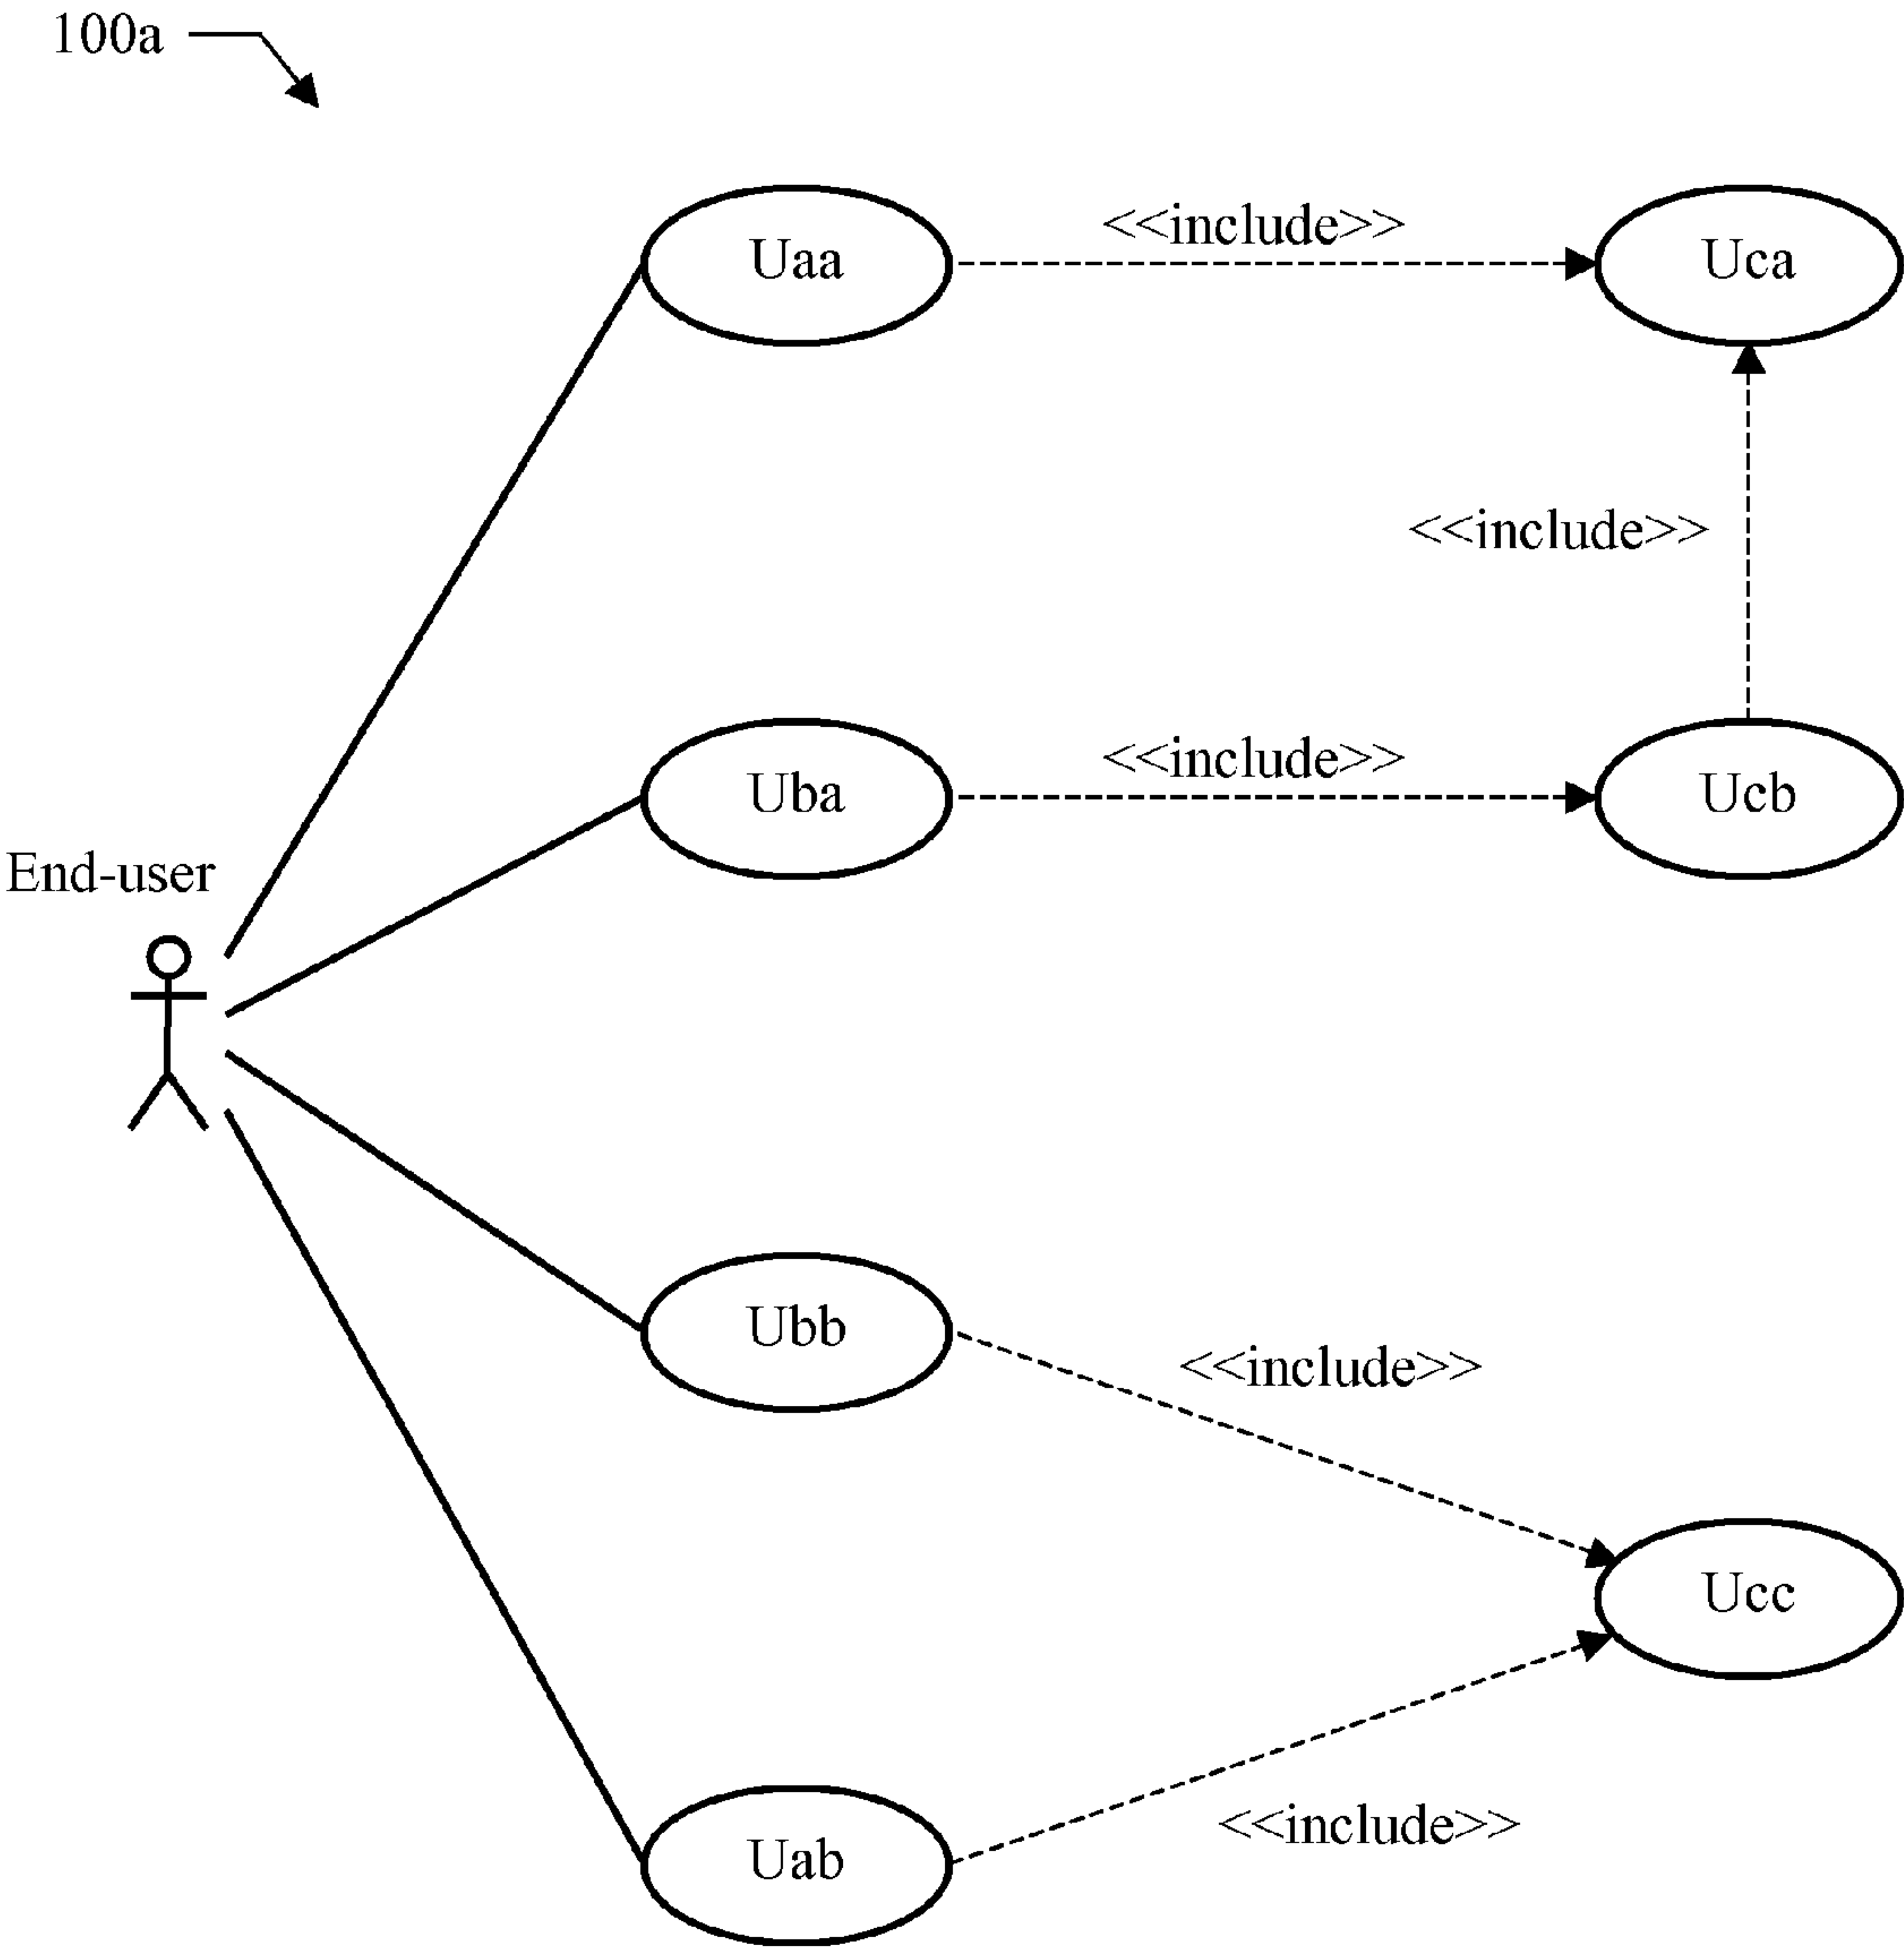 100a
Uaa
<<include>>
Uca
<<include>>
Uba
<<include>>
Ucb
End-user
Ubb
<<include>>
Ucc
Uab
<<include>>